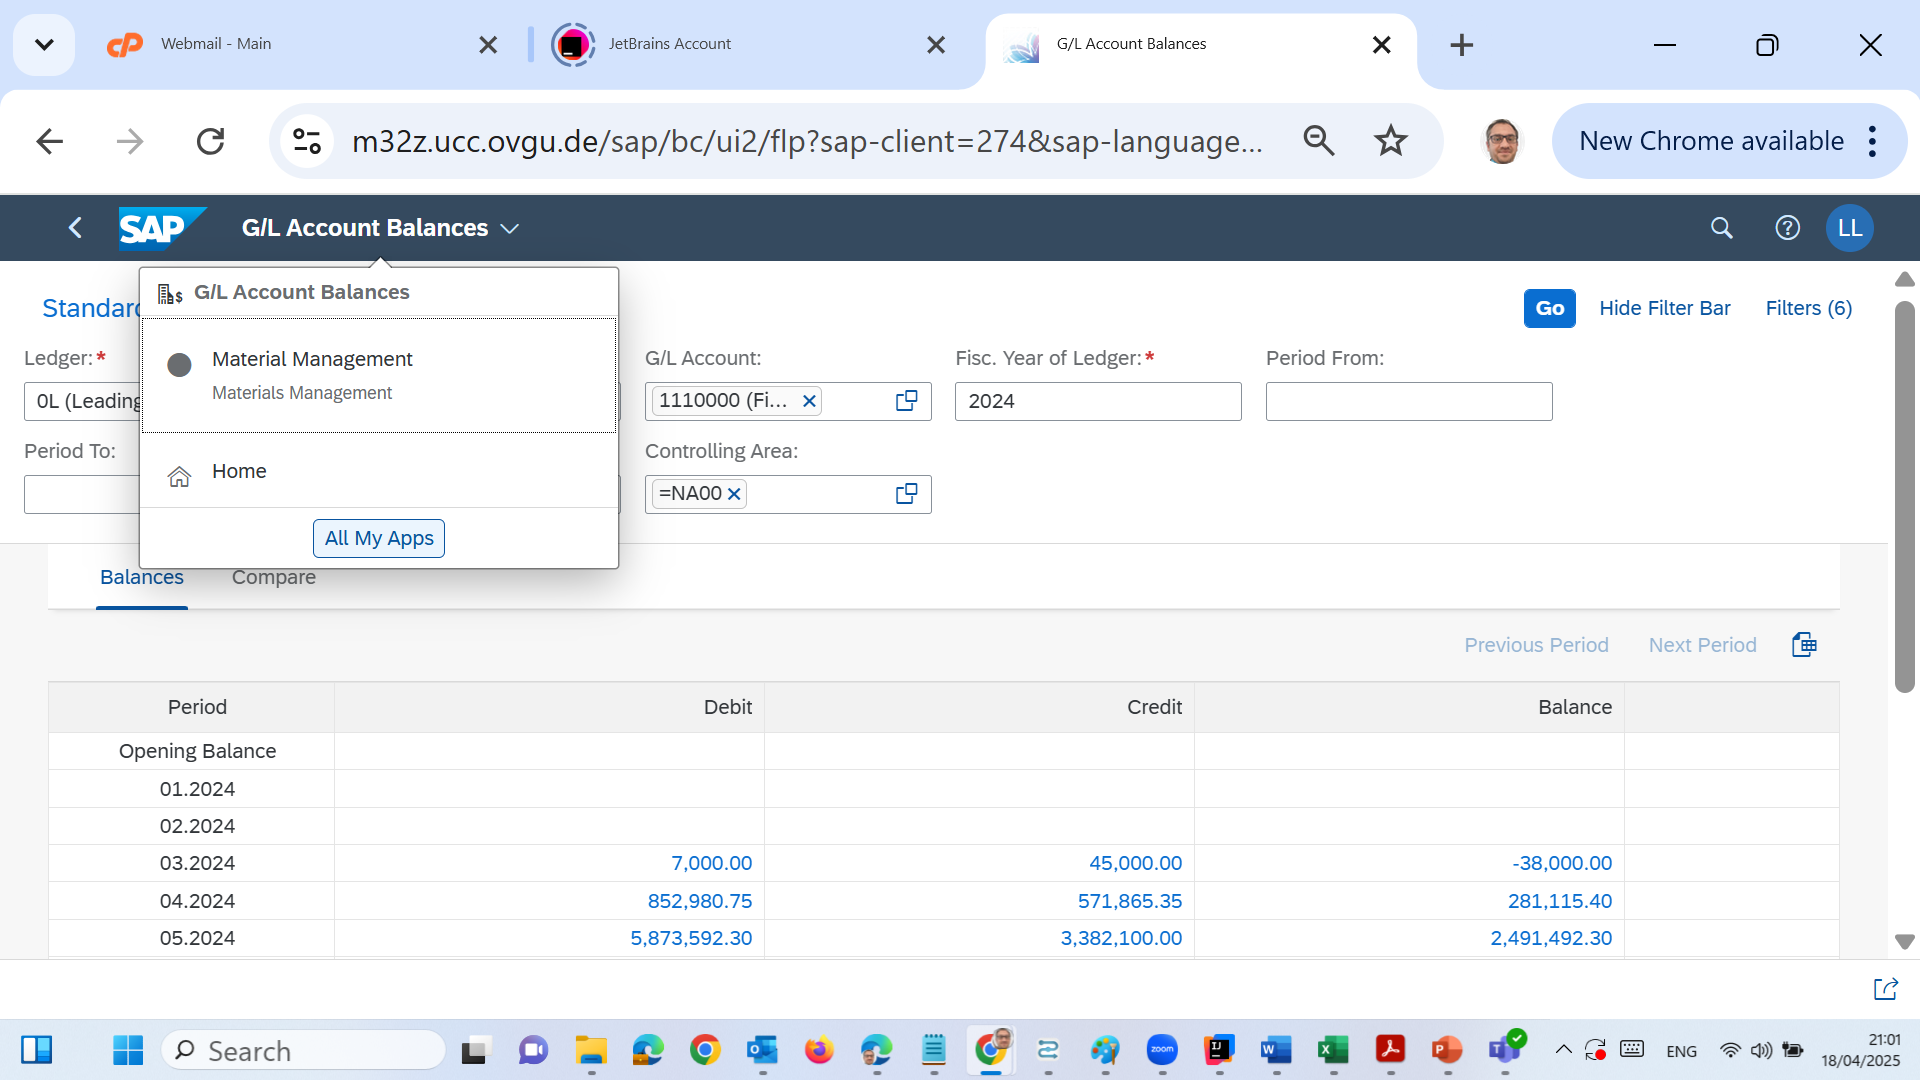 Webmail - Main
JetBrains Account
G/L Account Balances
m32z.ucc.ovgu.de/sap/bc/ui2/flp?sap-client=274&sap-language...
New Chrome available
SAP
G/L Account Balances
LL
G/L Account Balances
Material Management
Materials Management
Home
All My Apps
Standard
Go
Hide Filter Bar
Filters (6)
Ledger:*
0L (Leading
G/L Account:
1110000 (Fi...
Fisc. Year of Ledger:*
2024
Period From:
Period To:
Controlling Area:
=NA00
Balances
Compare
Previous Period
Next Period
Period Debit Credit Balance
Opening Balance
01.2024
02.2024
03.2024 7,000.00 45,000.00 -38,000.00
04.2024 852,980.75 571,865.35 281,115.40
05.2024 5,873,592.30 3,382,100.00 2,491,492.30
Search
zoom
ENG
21:01
18/04/2025